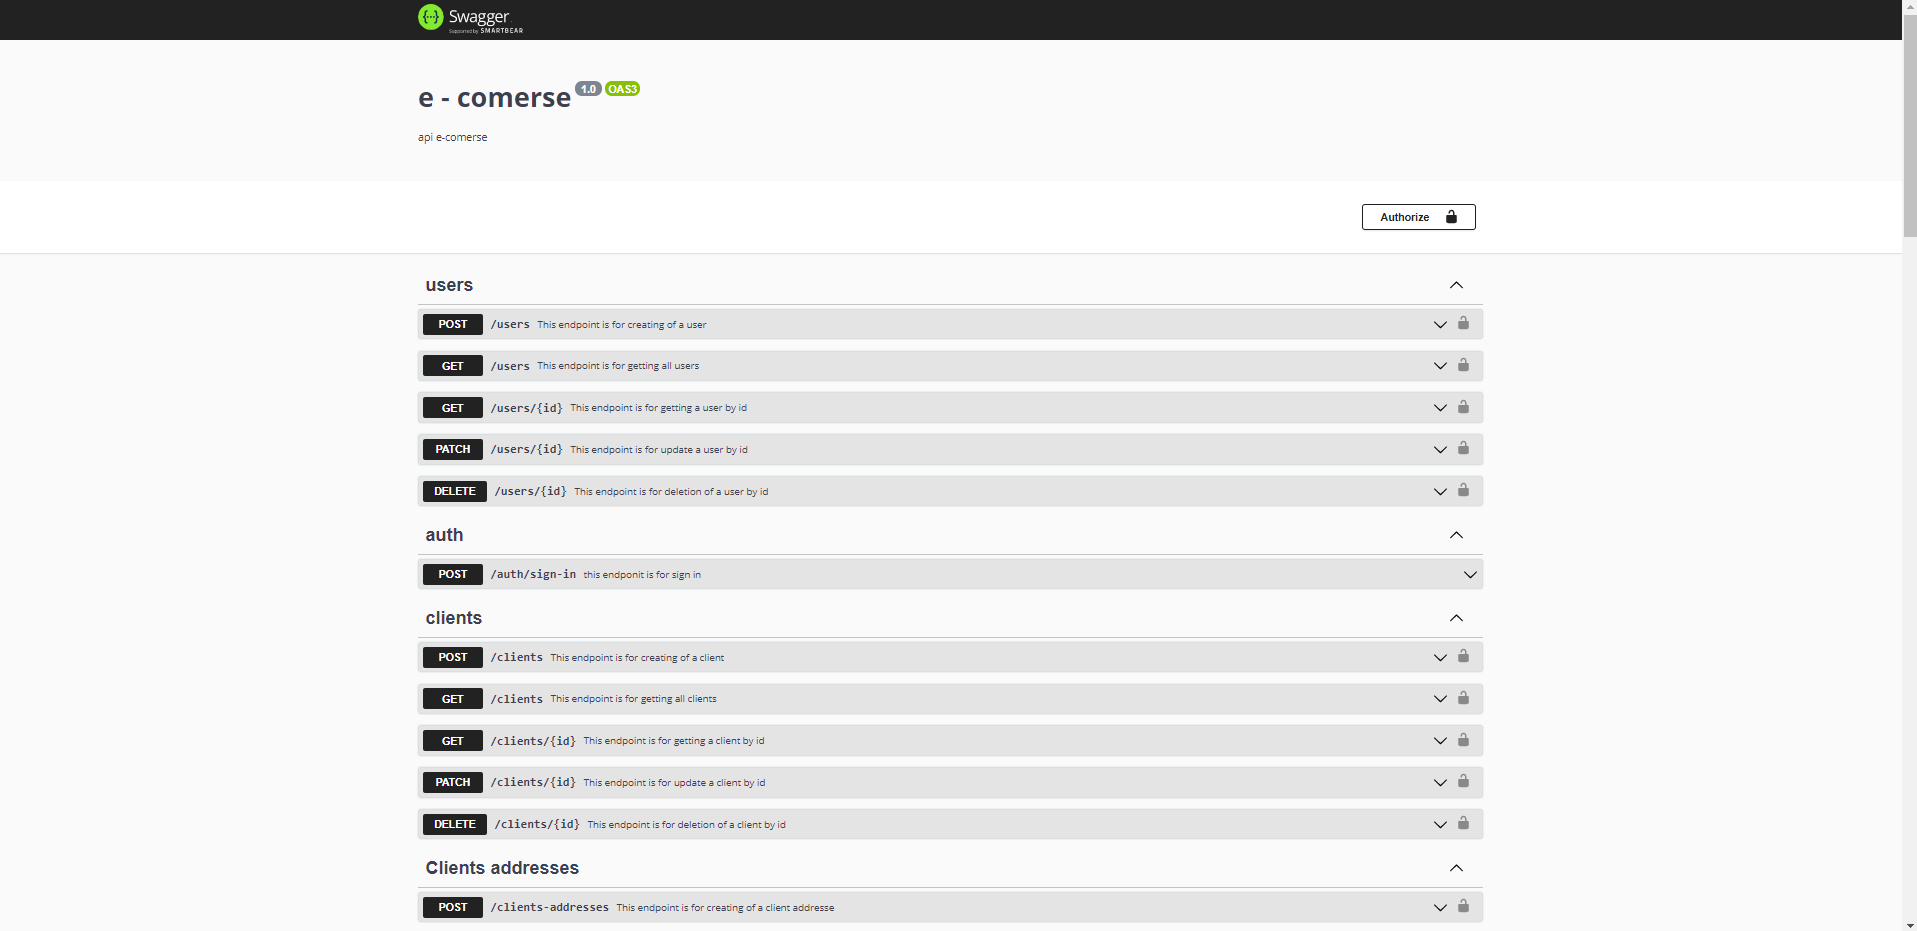 Swagger
Supported by SMARTBEAR
e - comerse 1.0 OAS3
api e-comerse
Authorize
users
POST /users This endpoint is for creating of a user
GET /users This endpoint is for getting all users
GET /users/{id} This endpoint is for getting a user by id
PATCH /users/{id} This endpoint is for update a user by id
DELETE /users/{id} This endpoint is for deletion of a user by id
auth
POST /auth/sign-in this endponit is for sign in
clients
POST /clients This endpoint is for creating of a client
GET /clients This endpoint is for getting all clients
GET /clients/{id} This endpoint is for getting a client by id
PATCH /clients/{id} This endpoint is for update a client by id
DELETE /clients/{id} This endpoint is for deletion of a client by id
Clients addresses
POST /clients-addresses This endpoint is for creating of a client addresse